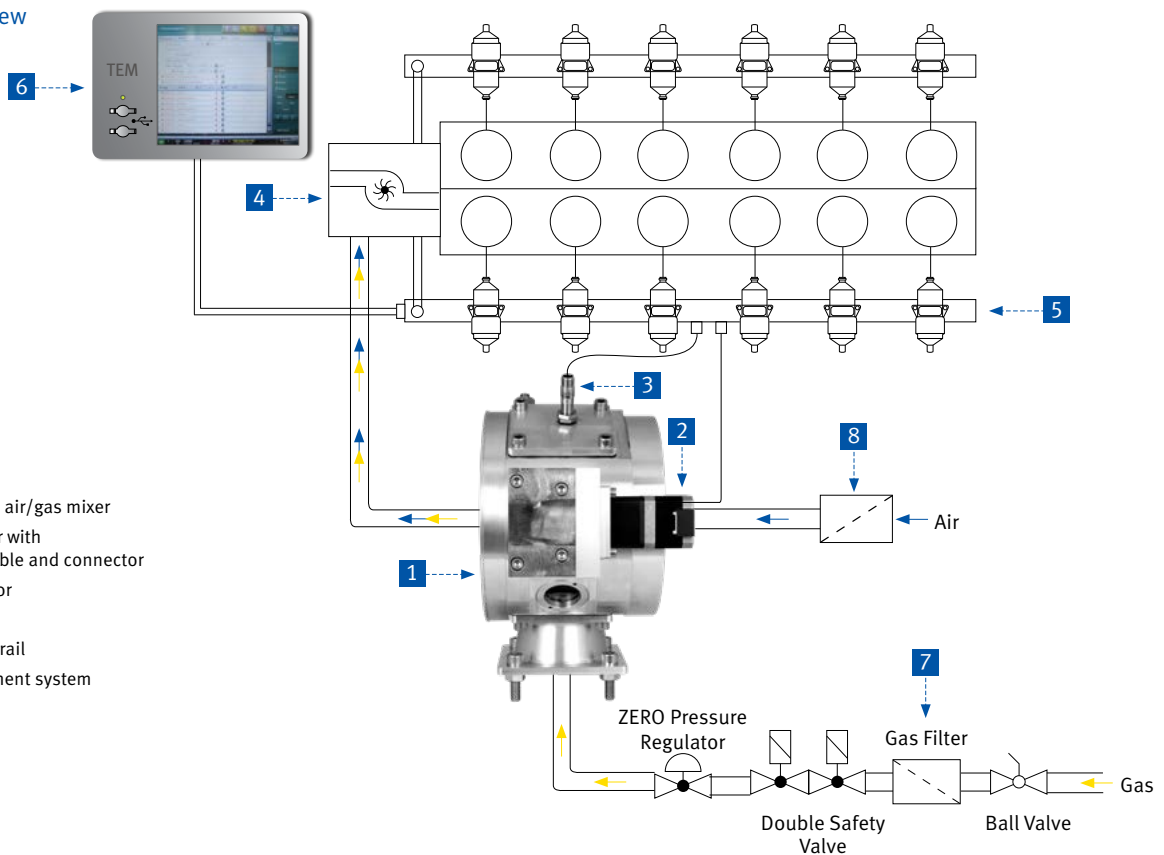 ew
TEM
6
4
5
3
2
8
Air
1
air/gas mixer
r with
ble and connector
or
rail
nent system
7
ZERO Pressure
Regulator
Gas Filter
Gas
Double Safety
Valve
Ball Valve